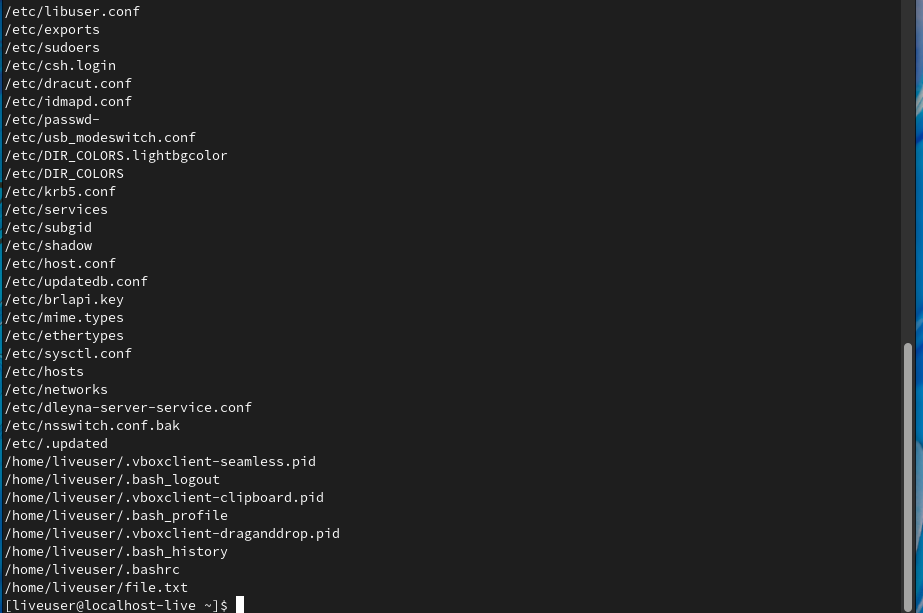 /etc/libuser.conf
/etc/exports
/etc/sudoers
/etc/csh.login
/etc/dracut.conf
/etc/idmapd.conf
/etc/passwd-
/etc/usb_modeswitch.conf
/etc/DIR_COLORS.lightbgcolor
/etc/DIR_COLORS
/etc/krb5.conf
/etc/services
/etc/subgid
/etc/shadow
/etc/host.conf
/etc/updatedb.conf
/etc/brlapi.key
/etc/mime.types
/etc/ethertypes
/etc/sysctl.conf
/etc/hosts
/etc/networks
/etc/dleyna-server-service.conf
/etc/nsswitch.conf.bak
/etc/.updated
/home/liveuser/.vboxclient-seamless.pid
/home/liveuser/.bash_logout
/home/liveuser/.vboxclient-clipboard.pid
/home/liveuser/.bash_profile
/home/liveuser/.vboxclient-draganddrop.pid
/home/liveuser/.bash_history
/home/liveuser/.bashrc
/home/liveuser/file.txt
[liveuser@localhost-live ~]$